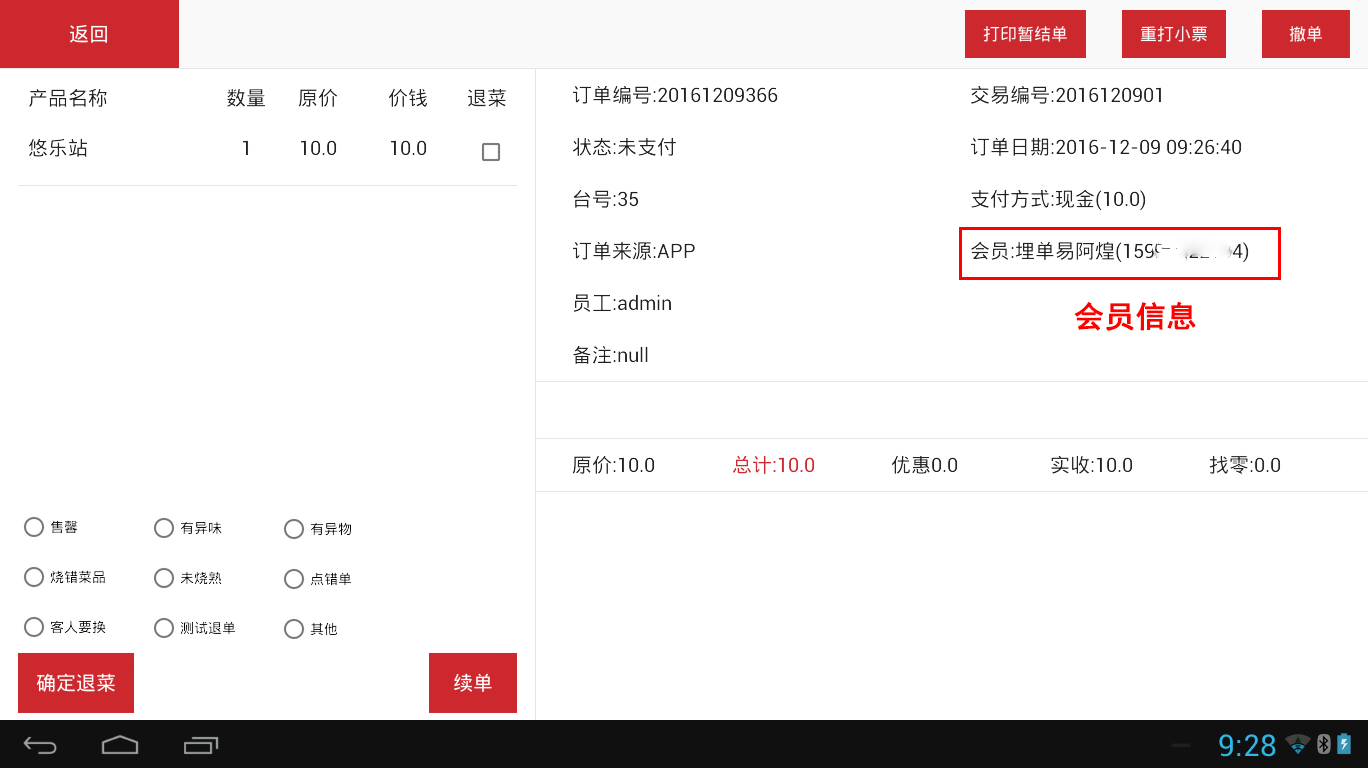 返回
打印暂结单 重打小票 撤单
产品名称 数量 原价 价钱 退菜
悠乐站 1 10.0 10.0
订单编号:20161209366 交易编号:2016120901
状态:未支付 订单日期:2016-12-09 09:26:40
台号:35 支付方式:现金(10.0)
订单来源:APP 会员:埋单易阿煌(159 4)
员工:admin
会员信息
备注:null
原价:10.0 总计:10.0 优惠0.0 实收:10.0 找零:0.0
售罄 有异味 有异物
烧错菜品 未烧熟 点错单
客人要换 测试退单 其他
确定退菜 续单
9:28